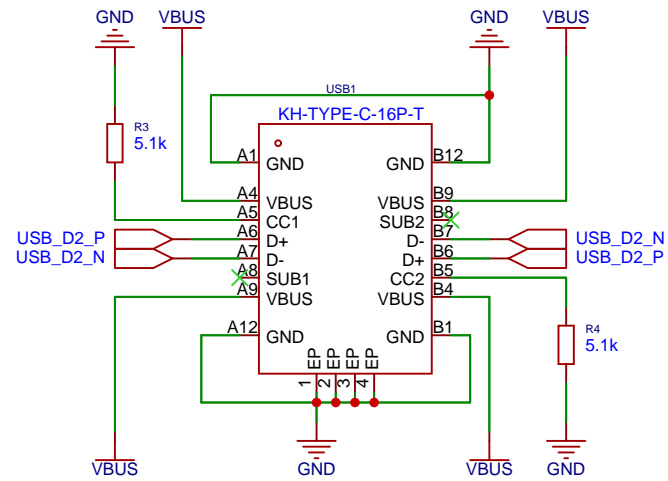 GND VBUS GND VBUS
USB1
KH-TYPE-C-16P-T
R3
5.1k
A1 GND GND B12
A4 VBUS VBUS B9
A5 CC1 SUB2 B8
USB_D2_P A6 D+ D- B7 USB_D2_N
USB_D2_N A7 D- D+ B6 USB_D2_P
A8 SUB1 CC2 B5
A9 VBUS VBUS B4
A12 GND GND B1
R4
5.1k
EP EP EP EP
1 2 3 4
VBUS GND VBUS GND